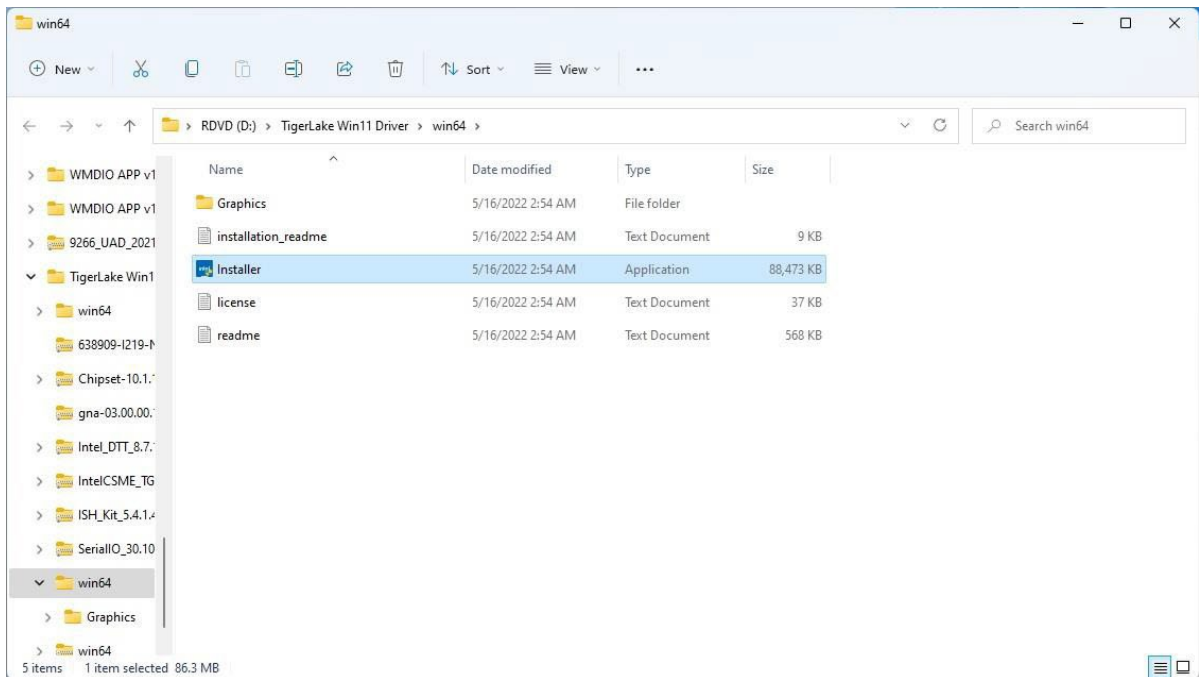 win64
New
Sort
View
RDVD (D:) > TigerLake Win11 Driver > win64 >
Search win64
WMDIO APP v1
WMDIO APP v1
9266_UAD_2021
TigerLake Win1
win64
638909-I219-N
Chipset-10.1.1
gna-03.00.00.1
Intel_DTT_8.7.1
IntelCSME_TG
ISH_Kit_5.4.1.4
SerialIO_30.10
win64
Graphics
win64
Name Date modified Type Size
Graphics 5/16/2022 2:54 AM File folder
installation_readme 5/16/2022 2:54 AM Text Document 9 KB
Installer 5/16/2022 2:54 AM Application 88,473 KB
license 5/16/2022 2:54 AM Text Document 37 KB
readme 5/16/2022 2:54 AM Text Document 568 KB
5 items 1 item selected 86.3 MB